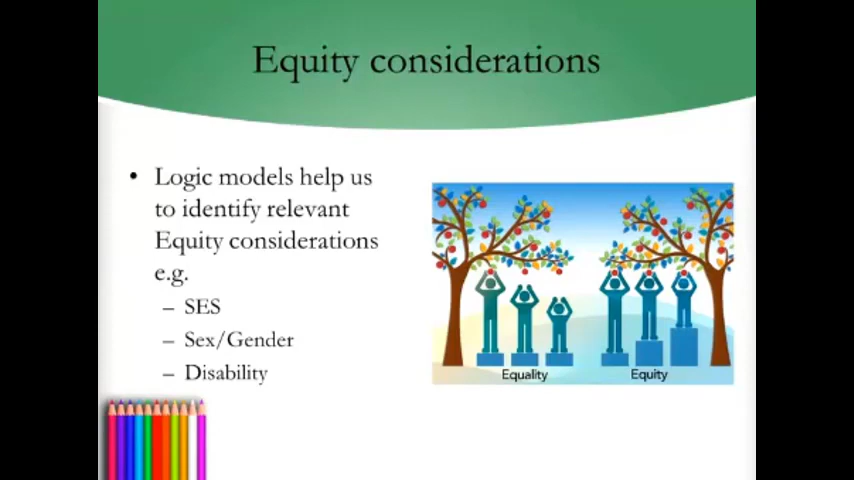 Equity considerations
• Logic models help us
to identify relevant
Equity considerations
e.g.
– SES
– Sex/Gender
– Disability
Equality
Equity